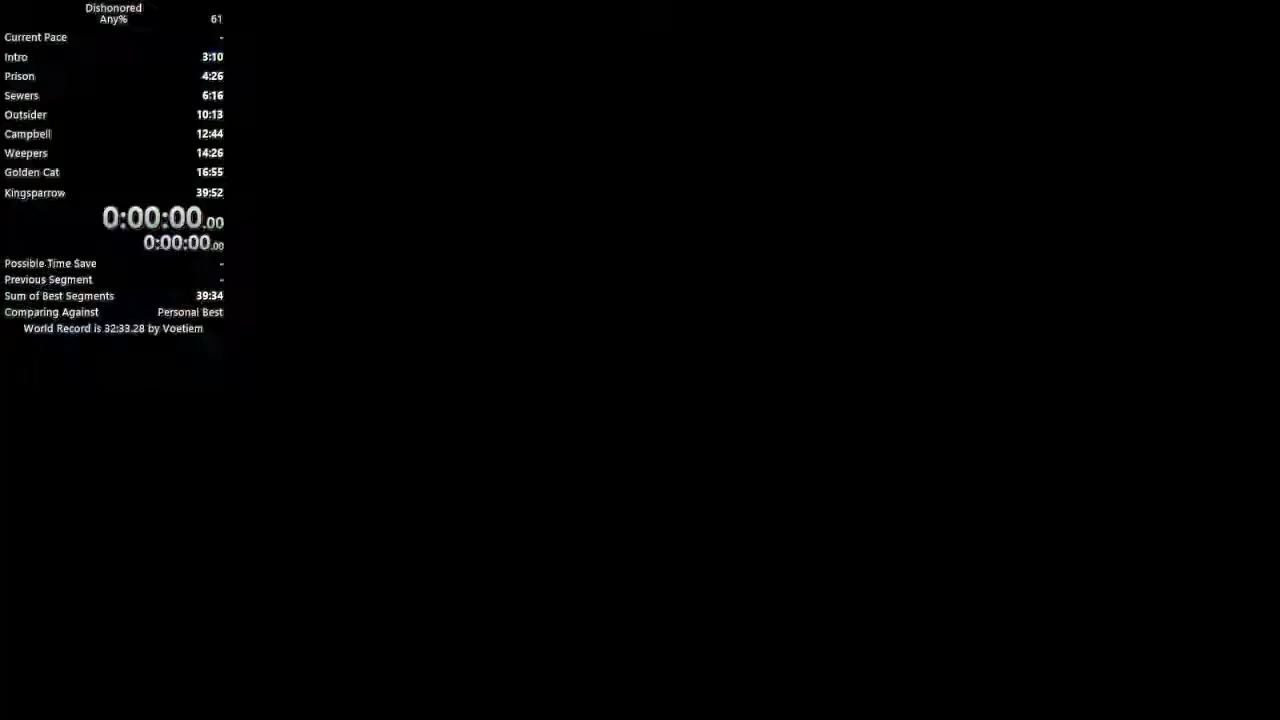 Dishonored
Any% 61
Current Pace -
Intro 3:10
Prison 4:26
Sewers 6:16
Outsider 10:13
Campbell 12:44
Weepers 14:26
Golden Cat 16:55
Kingsparrow 39:52
0:00:00.00
0:00:00.00
Possible Time Save -
Previous Segment -
Sum of Best Segments 39:34
Comparing Against Personal Best
World Record is 32:33.28 by Voetiem